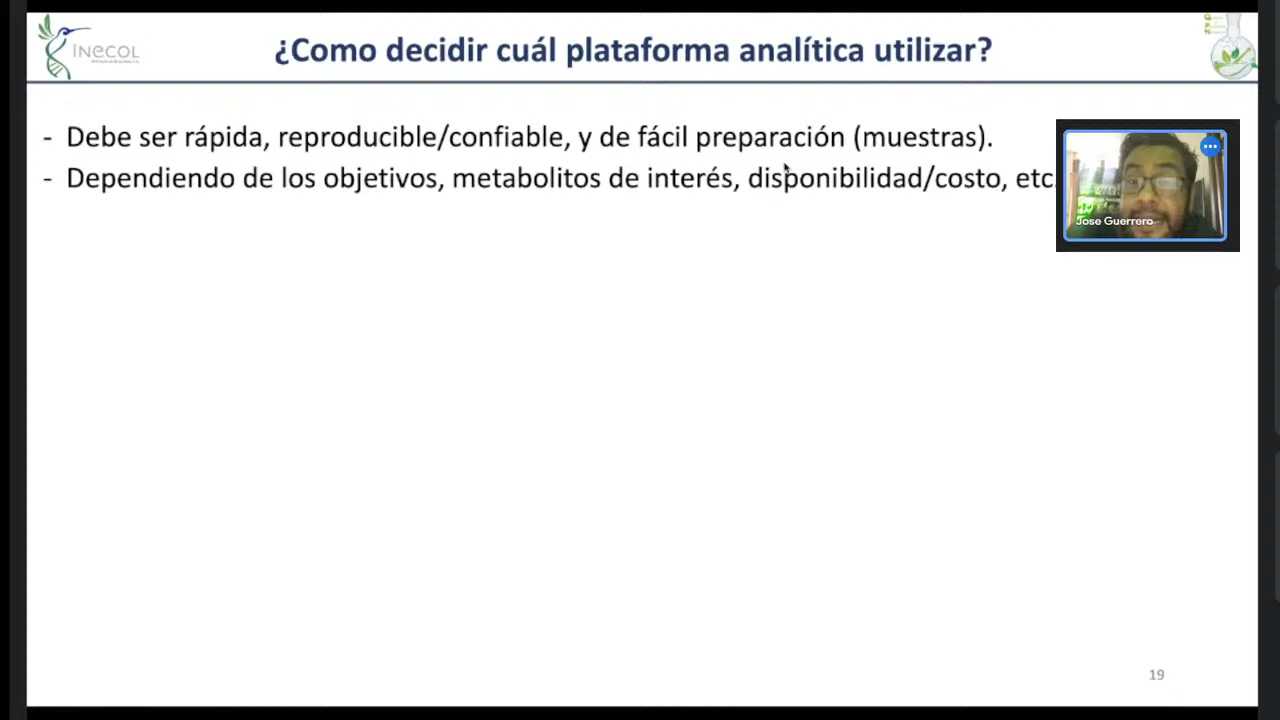 INECOL
¿Como decidir cuál plataforma analítica utilizar?
- Debe ser rápida, reproducible/confiable, y de fácil preparación (muestras).
- Dependiendo de los objetivos, metabolitos de interés, disponibilidad/costo, etc.
Jose Guerrero
19